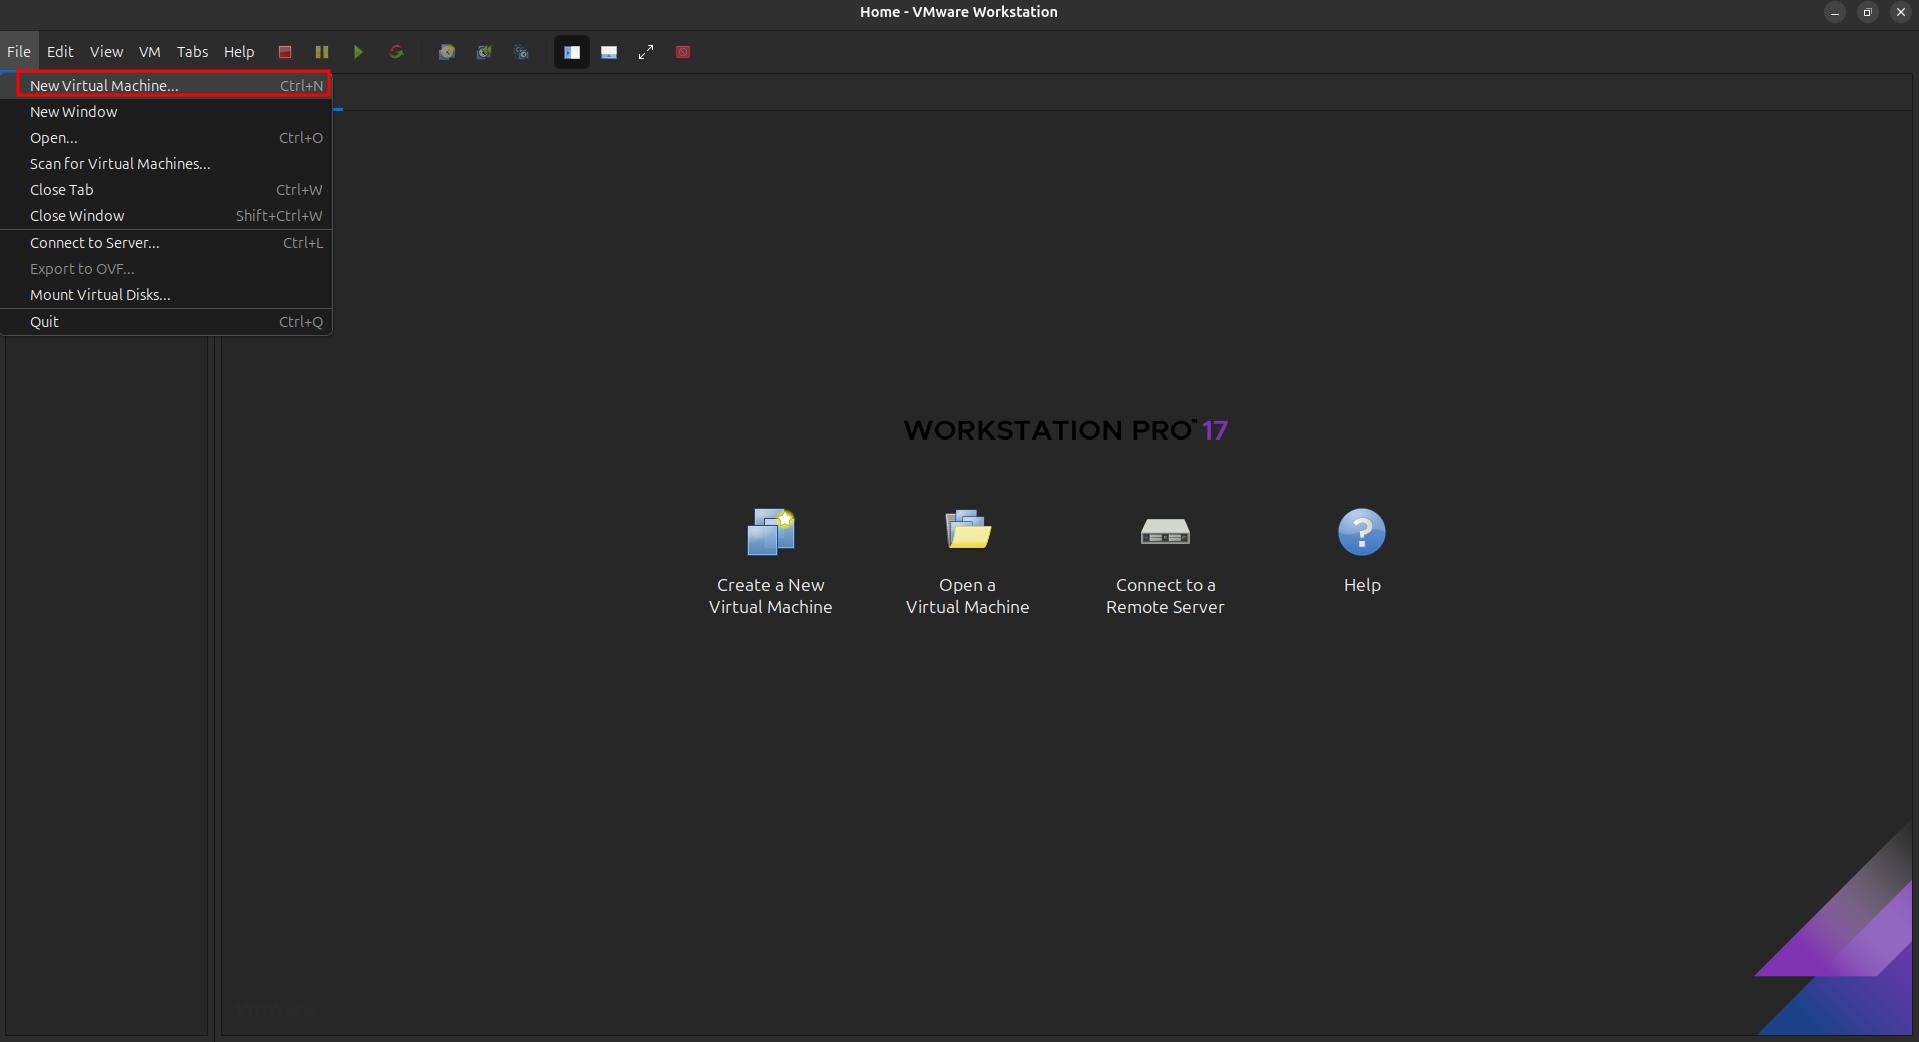 Home - VMware Workstation
File Edit View VM Tabs Help
New Virtual Machine... Ctrl+N
New Window
Open... Ctrl+O
Scan for Virtual Machines...
Close Tab Ctrl+W
Close Window Shift+Ctrl+W
Connect to Server... Ctrl+L
Export to OVF...
Mount Virtual Disks...
Quit Ctrl+Q
WORKSTATION PRO™ 17
Create a New
Virtual Machine
Open a
Virtual Machine
Connect to a
Remote Server
Help